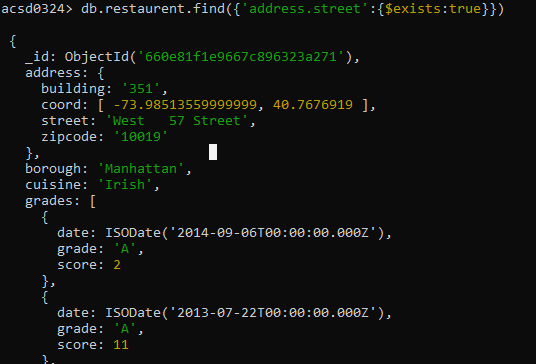 acsd0324> db.restaurent.find({'address.street':{$exists:true}})
{
_id: ObjectId('660e81f1e9667c896323a271'),
address: {
building: '351',
coord: [ -73.98513559999999, 40.7676919 ],
street: 'West   57 Street',
zipcode: '10019'
},
borough: 'Manhattan',
cuisine: 'Irish',
grades: [
{
date: ISODate('2014-09-06T00:00:00.000Z'),
grade: 'A',
score: 2
},
{
date: ISODate('2013-07-22T00:00:00.000Z'),
grade: 'A',
score: 11
},